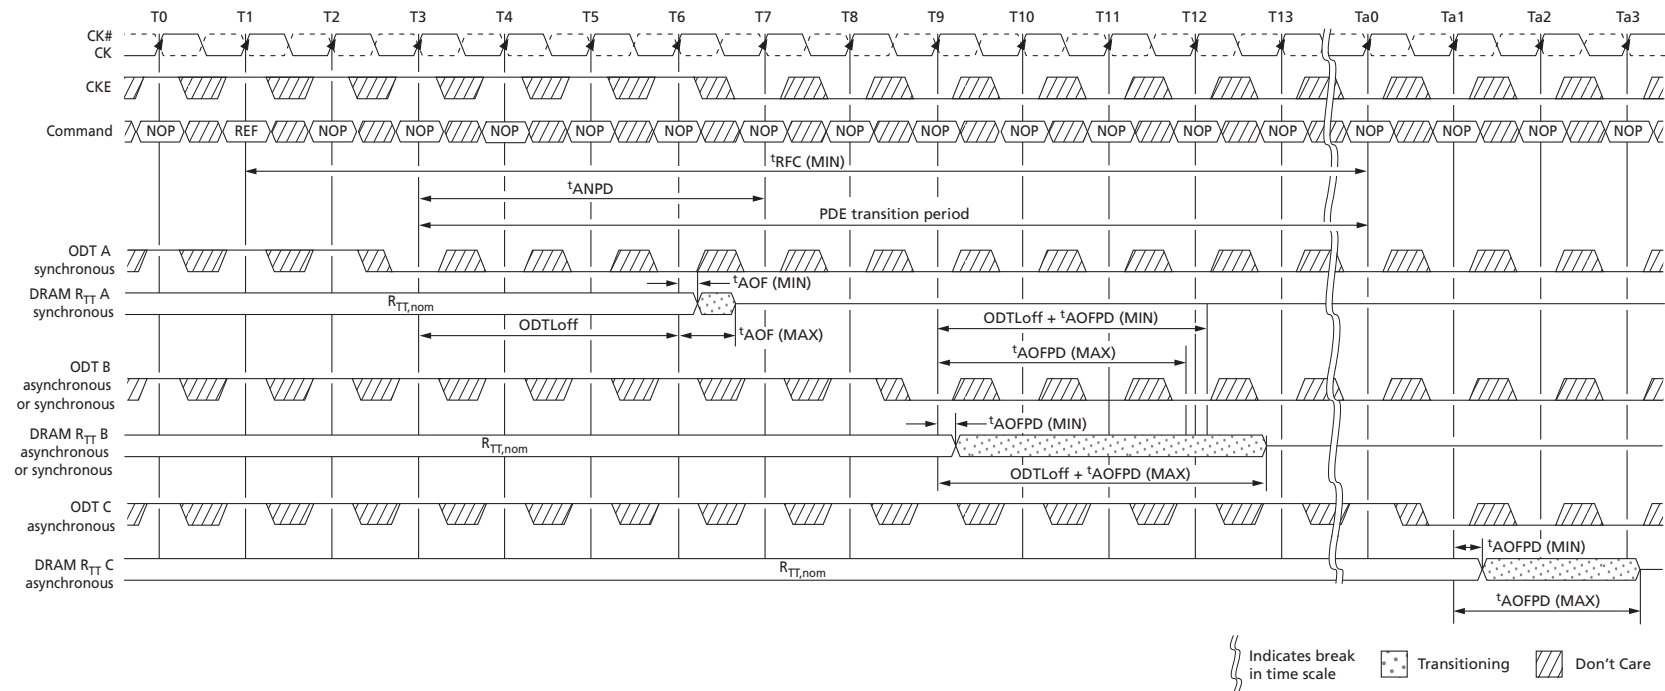 T0 T1 T2 T3 T4 T5 T6 T7 T8 T9 T10 T11 T12 T13 Ta0 Ta1 Ta2 Ta3
CK#
CK
CKE
Command NOP REF NOP NOP NOP NOP NOP NOP NOP NOP NOP NOP NOP NOP NOP NOP NOP NOP
tRFC (MIN)
tANPD
PDE transition period
ODT A
synchronous
tAOF (MIN)
DRAM RTT A
synchronous
RTT,nom
ODTLoff + tAOFPD (MIN)
ODTLoff
tAOF (MAX)
tAOFPD (MAX)
ODT B
asynchronous
or synchronous
tAOFPD (MIN)
DRAM RTT B
asynchronous
or synchronous
RTT,nom
ODTLoff + tAOFPD (MAX)
ODT C
asynchronous
tAOFPD (MIN)
DRAM RTT C
asynchronous
RTT,nom
tAOFPD (MAX)
Indicates break
in time scale
Transitioning
Don't Care